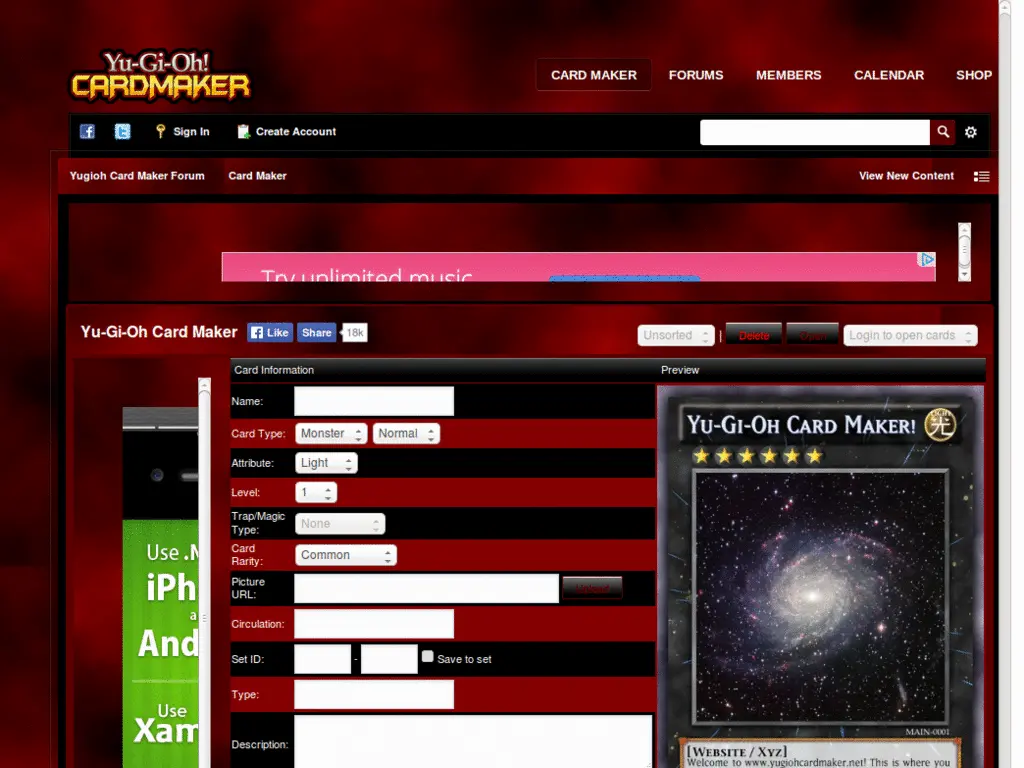 Yu-Gi-Oh!
CARDMAKER
CARD MAKER FORUMS MEMBERS CALENDAR SHOP
Sign In Create Account
Yugioh Card Maker Forum Card Maker View New Content
Try unlimited music
Yu-Gi-Oh Card Maker Like Share 18k Unsorted | Delete Open Login to open cards
Card Information Preview
Name:
Card Type: Monster Normal
Attribute: Light
Level: 1
Trap/Magic
Type: None
Card
Rarity: Common
Picture
URL: Upload
Circulation:
Set ID: - Save to set
Type:
Description:
Use .N
iPh
a
And
Use
Xam
Yu-Gi-Oh Card Maker!
LIGHT
光
MAIN-0001
[Website / Xyz]
Welcome to www.yugiohcardmaker.net! This is where you